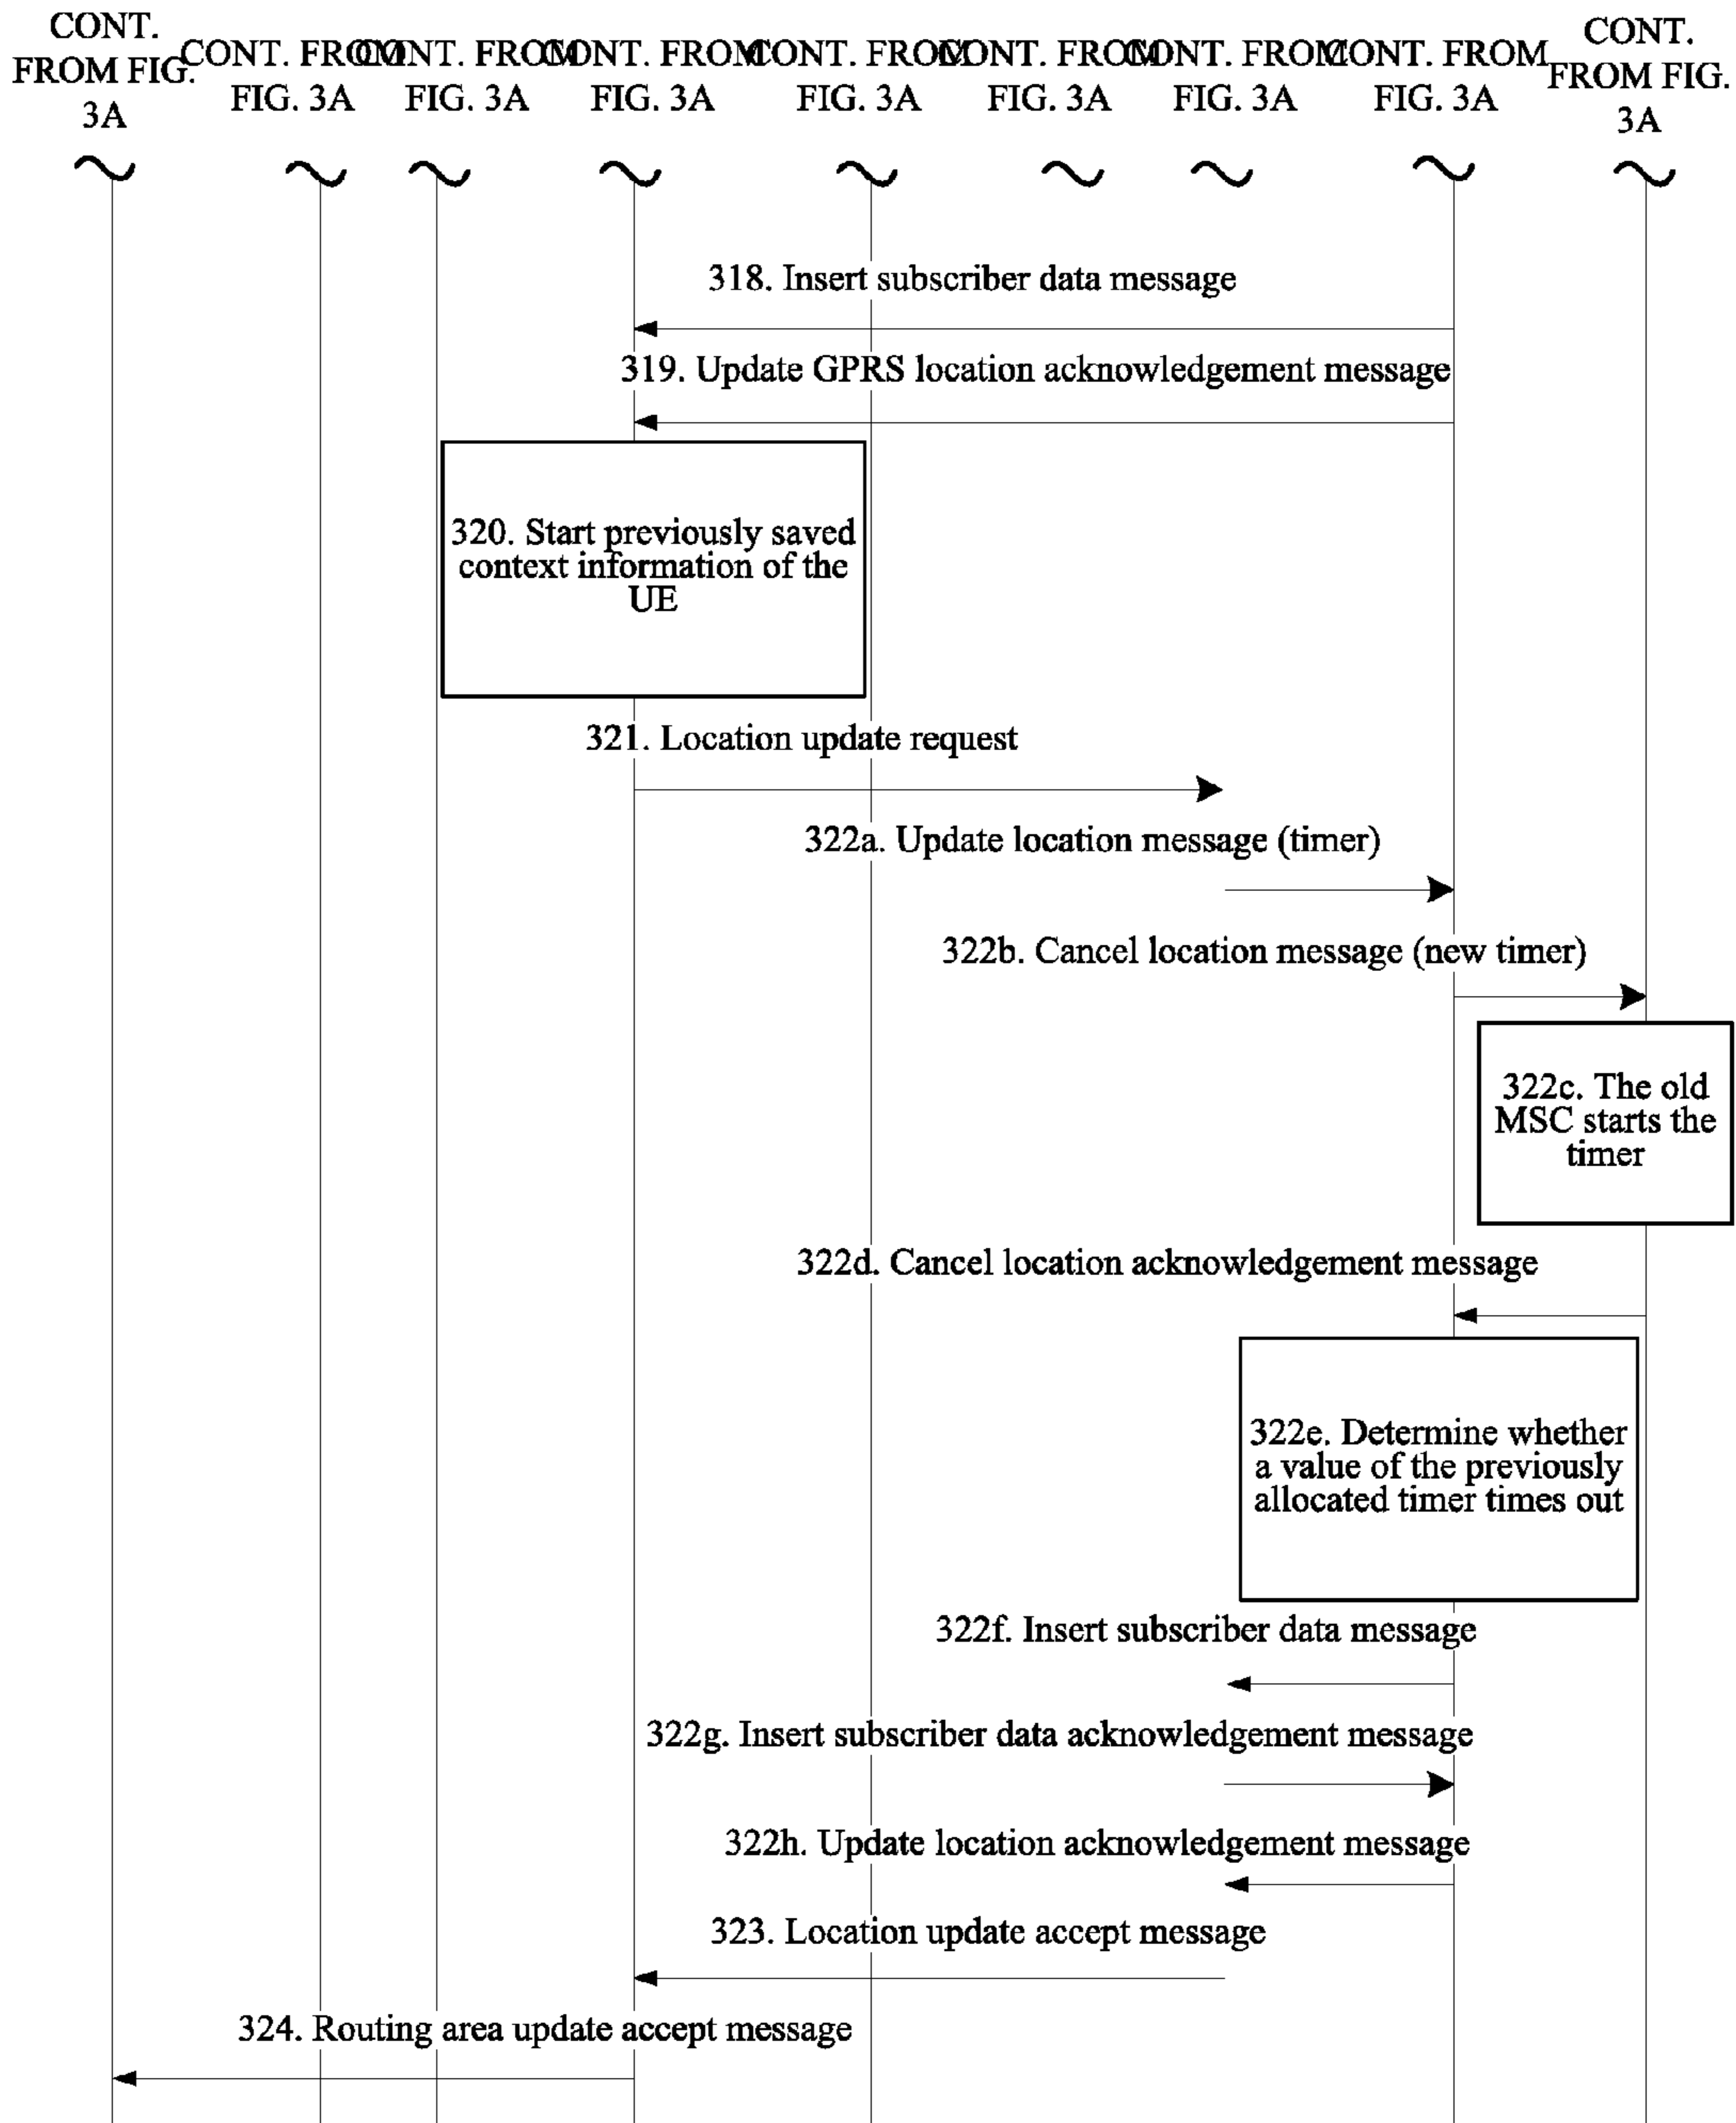 CONT.
FROM FIG.
3A
CONT. FROM
FIG. 3A
CONT. FROM
FIG. 3A
CONT. FROM
FIG. 3A
CONT. FROM
FIG. 3A
CONT. FROM
FIG. 3A
CONT. FROM
FIG. 3A
CONT. FROM
FIG. 3A
CONT.
FROM FIG.
3A
318. Insert subscriber data message
319. Update GPRS location acknowledgement message
320. Start previously saved
context information of the
UE
321. Location update request
322a. Update location message (timer)
322b. Cancel location message (new timer)
322c. The old
MSC starts the
timer
322d. Cancel location acknowledgement message
322e. Determine whether
a value of the previously
allocated timer times out
322f. Insert subscriber data message
322g. Insert subscriber data acknowledgement message
322h. Update location acknowledgement message
323. Location update accept message
324. Routing area update accept message